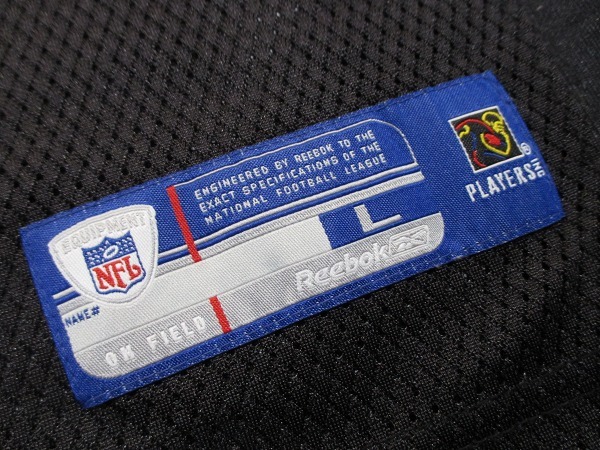 EQUIPMENT
NFL
ENGINEERED BY REEBOK TO THE
EXACT SPECIFICATIONS OF THE
NATIONAL FOOTBALL LEAGUE
L
NAME#
ON FIELD
Reebok
PLAYERS INC
®